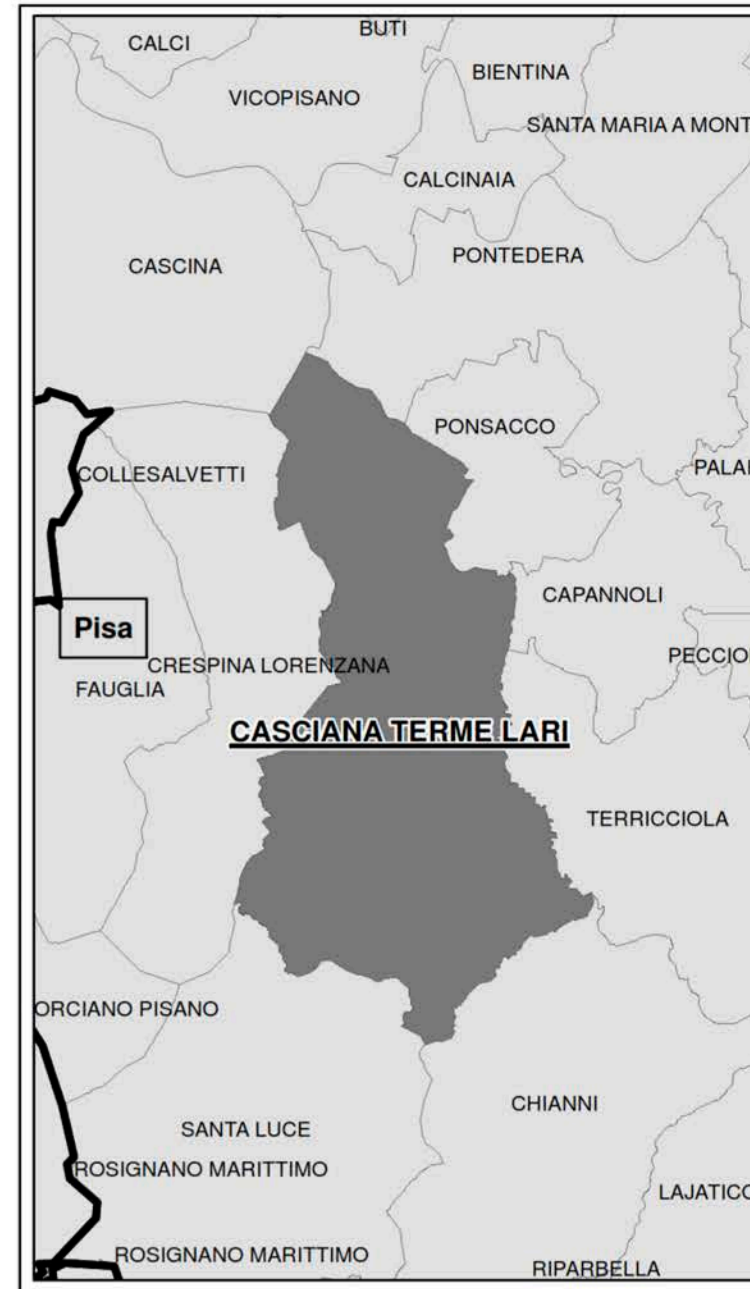 BUTI
CALCI
BIENTINA
VICOPISANO
SANTA MARIA A MONT
CALCINAIA
PONTEDERA
CASCINA
PONSACCO
COLLESALVETTI
PALAI
CAPANNOLI
Pisa
PECCIO
CRESPINA LORENZANA
FAUGLIA
CASCIANA TERME LARI
TERRICCIOLA
ORCIANO PISANO
CHIANNI
SANTA LUCE
ROSIGNANO MARITTIMO
LAJATICO
ROSIGNANO MARITTIMO
RIPARBELLA